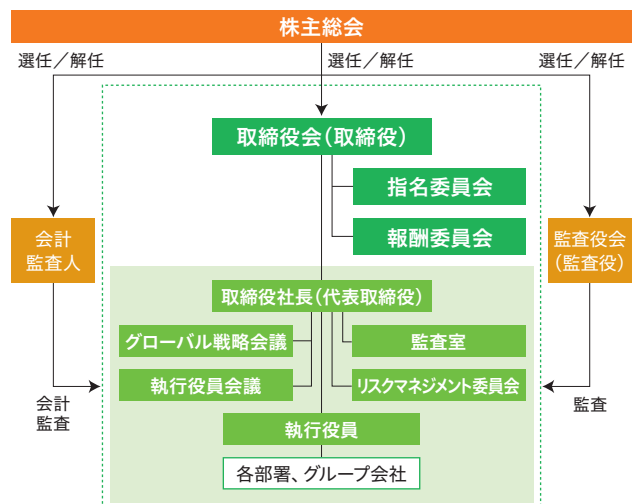 株主総会
選任／解任
選任／解任
選任／解任
取締役会（取締役）
指名委員会
報酬委員会
会計
監査人
監査役会
（監査役）
取締役社長（代表取締役）
グローバル戦略会議
監査室
執行役員会議
リスクマネジメント委員会
会計
監査
監査
執行役員
各部署、グループ会社